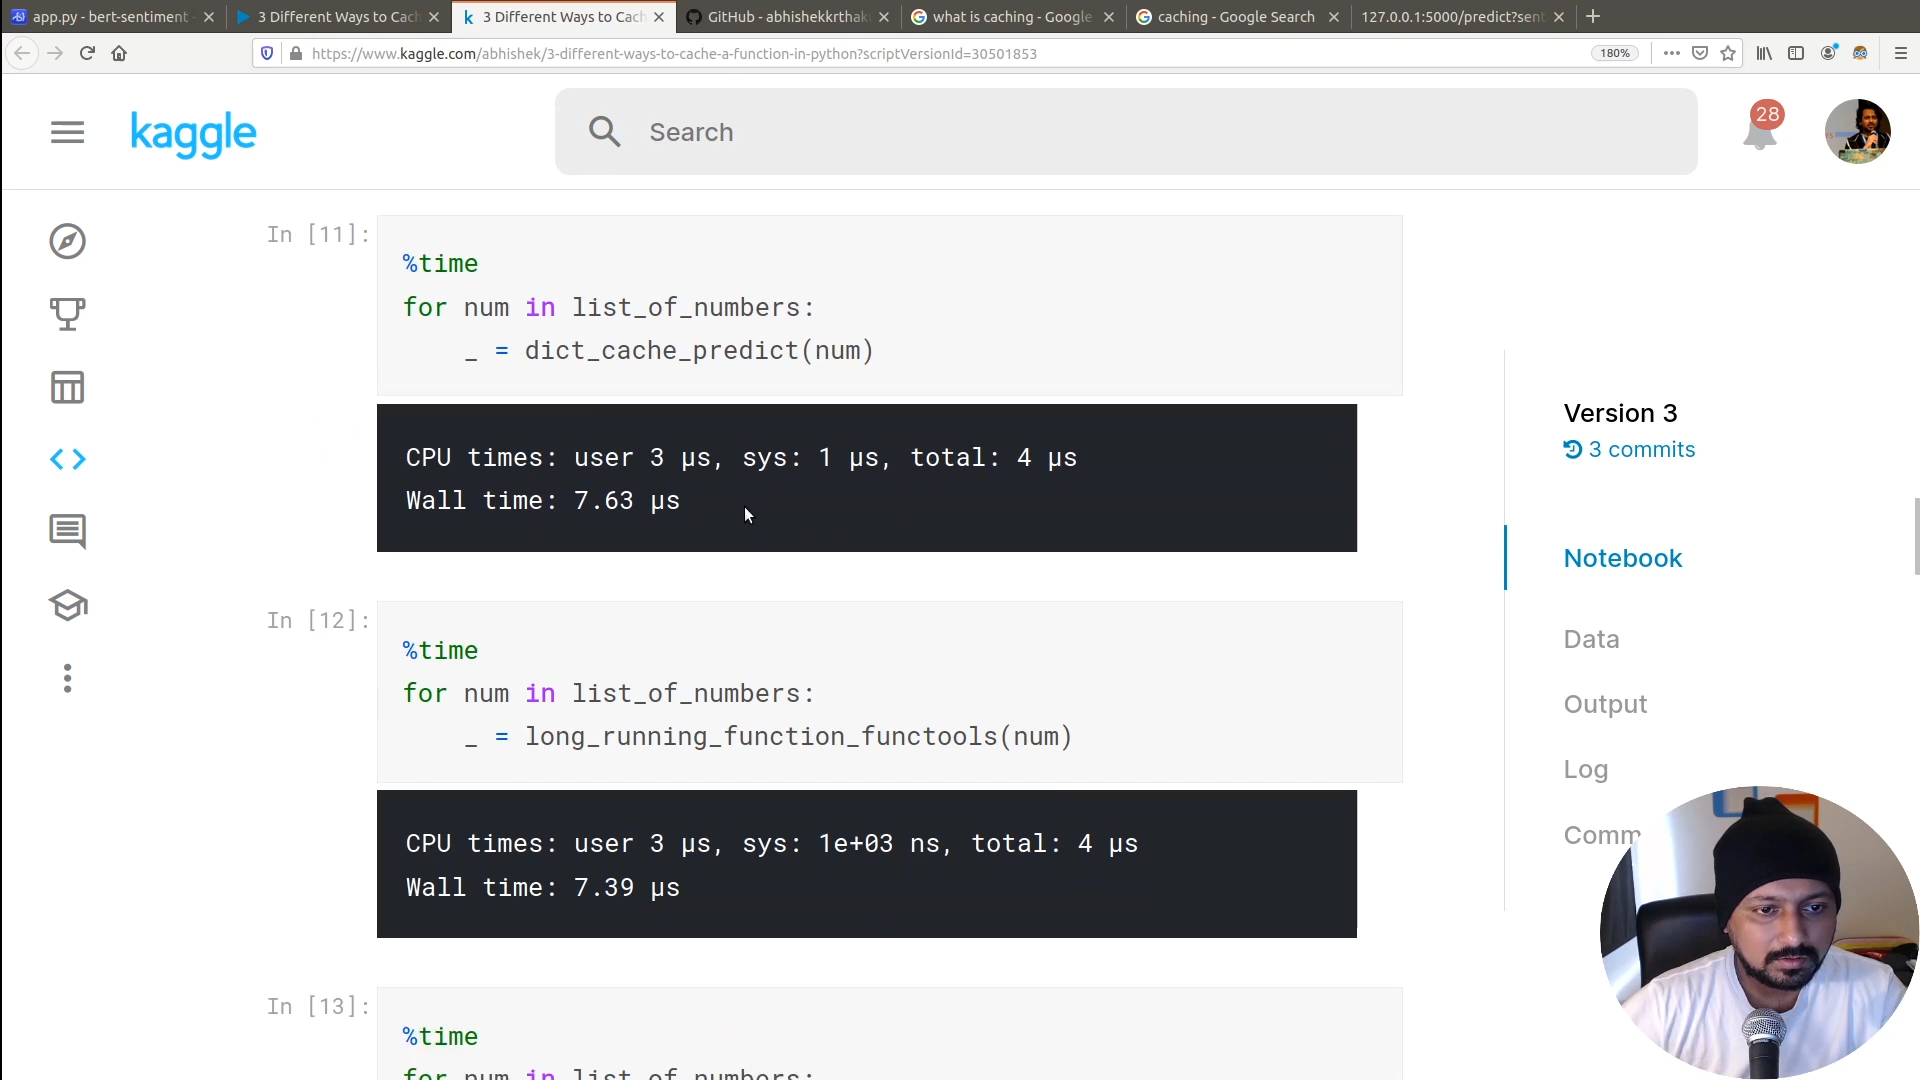 app.py - bert-sentiment
3 Different Ways to Cach
3 Different Ways to Cach
GitHub - abhishekkrthak
what is caching - Google
caching - Google Search
127.0.0.1:5000/predict?sent
https://www.kaggle.com/abhishek/3-different-ways-to-cache-a-function-in-python?scriptVersionId=30501853
180%
kaggle
Search
28
In [11]:
%time
for num in list_of_numbers:
_ = dict_cache_predict(num)
CPU times: user 3 µs, sys: 1 µs, total: 4 µs
Wall time: 7.63 µs
In [12]:
%time
for num in list_of_numbers:
_ = long_running_function_functools(num)
CPU times: user 3 µs, sys: 1e+03 ns, total: 4 µs
Wall time: 7.39 µs
In [13]:
%time
for num in list_of_numbers:
Version 3
3 commits
Notebook
Data
Output
Log
Comm